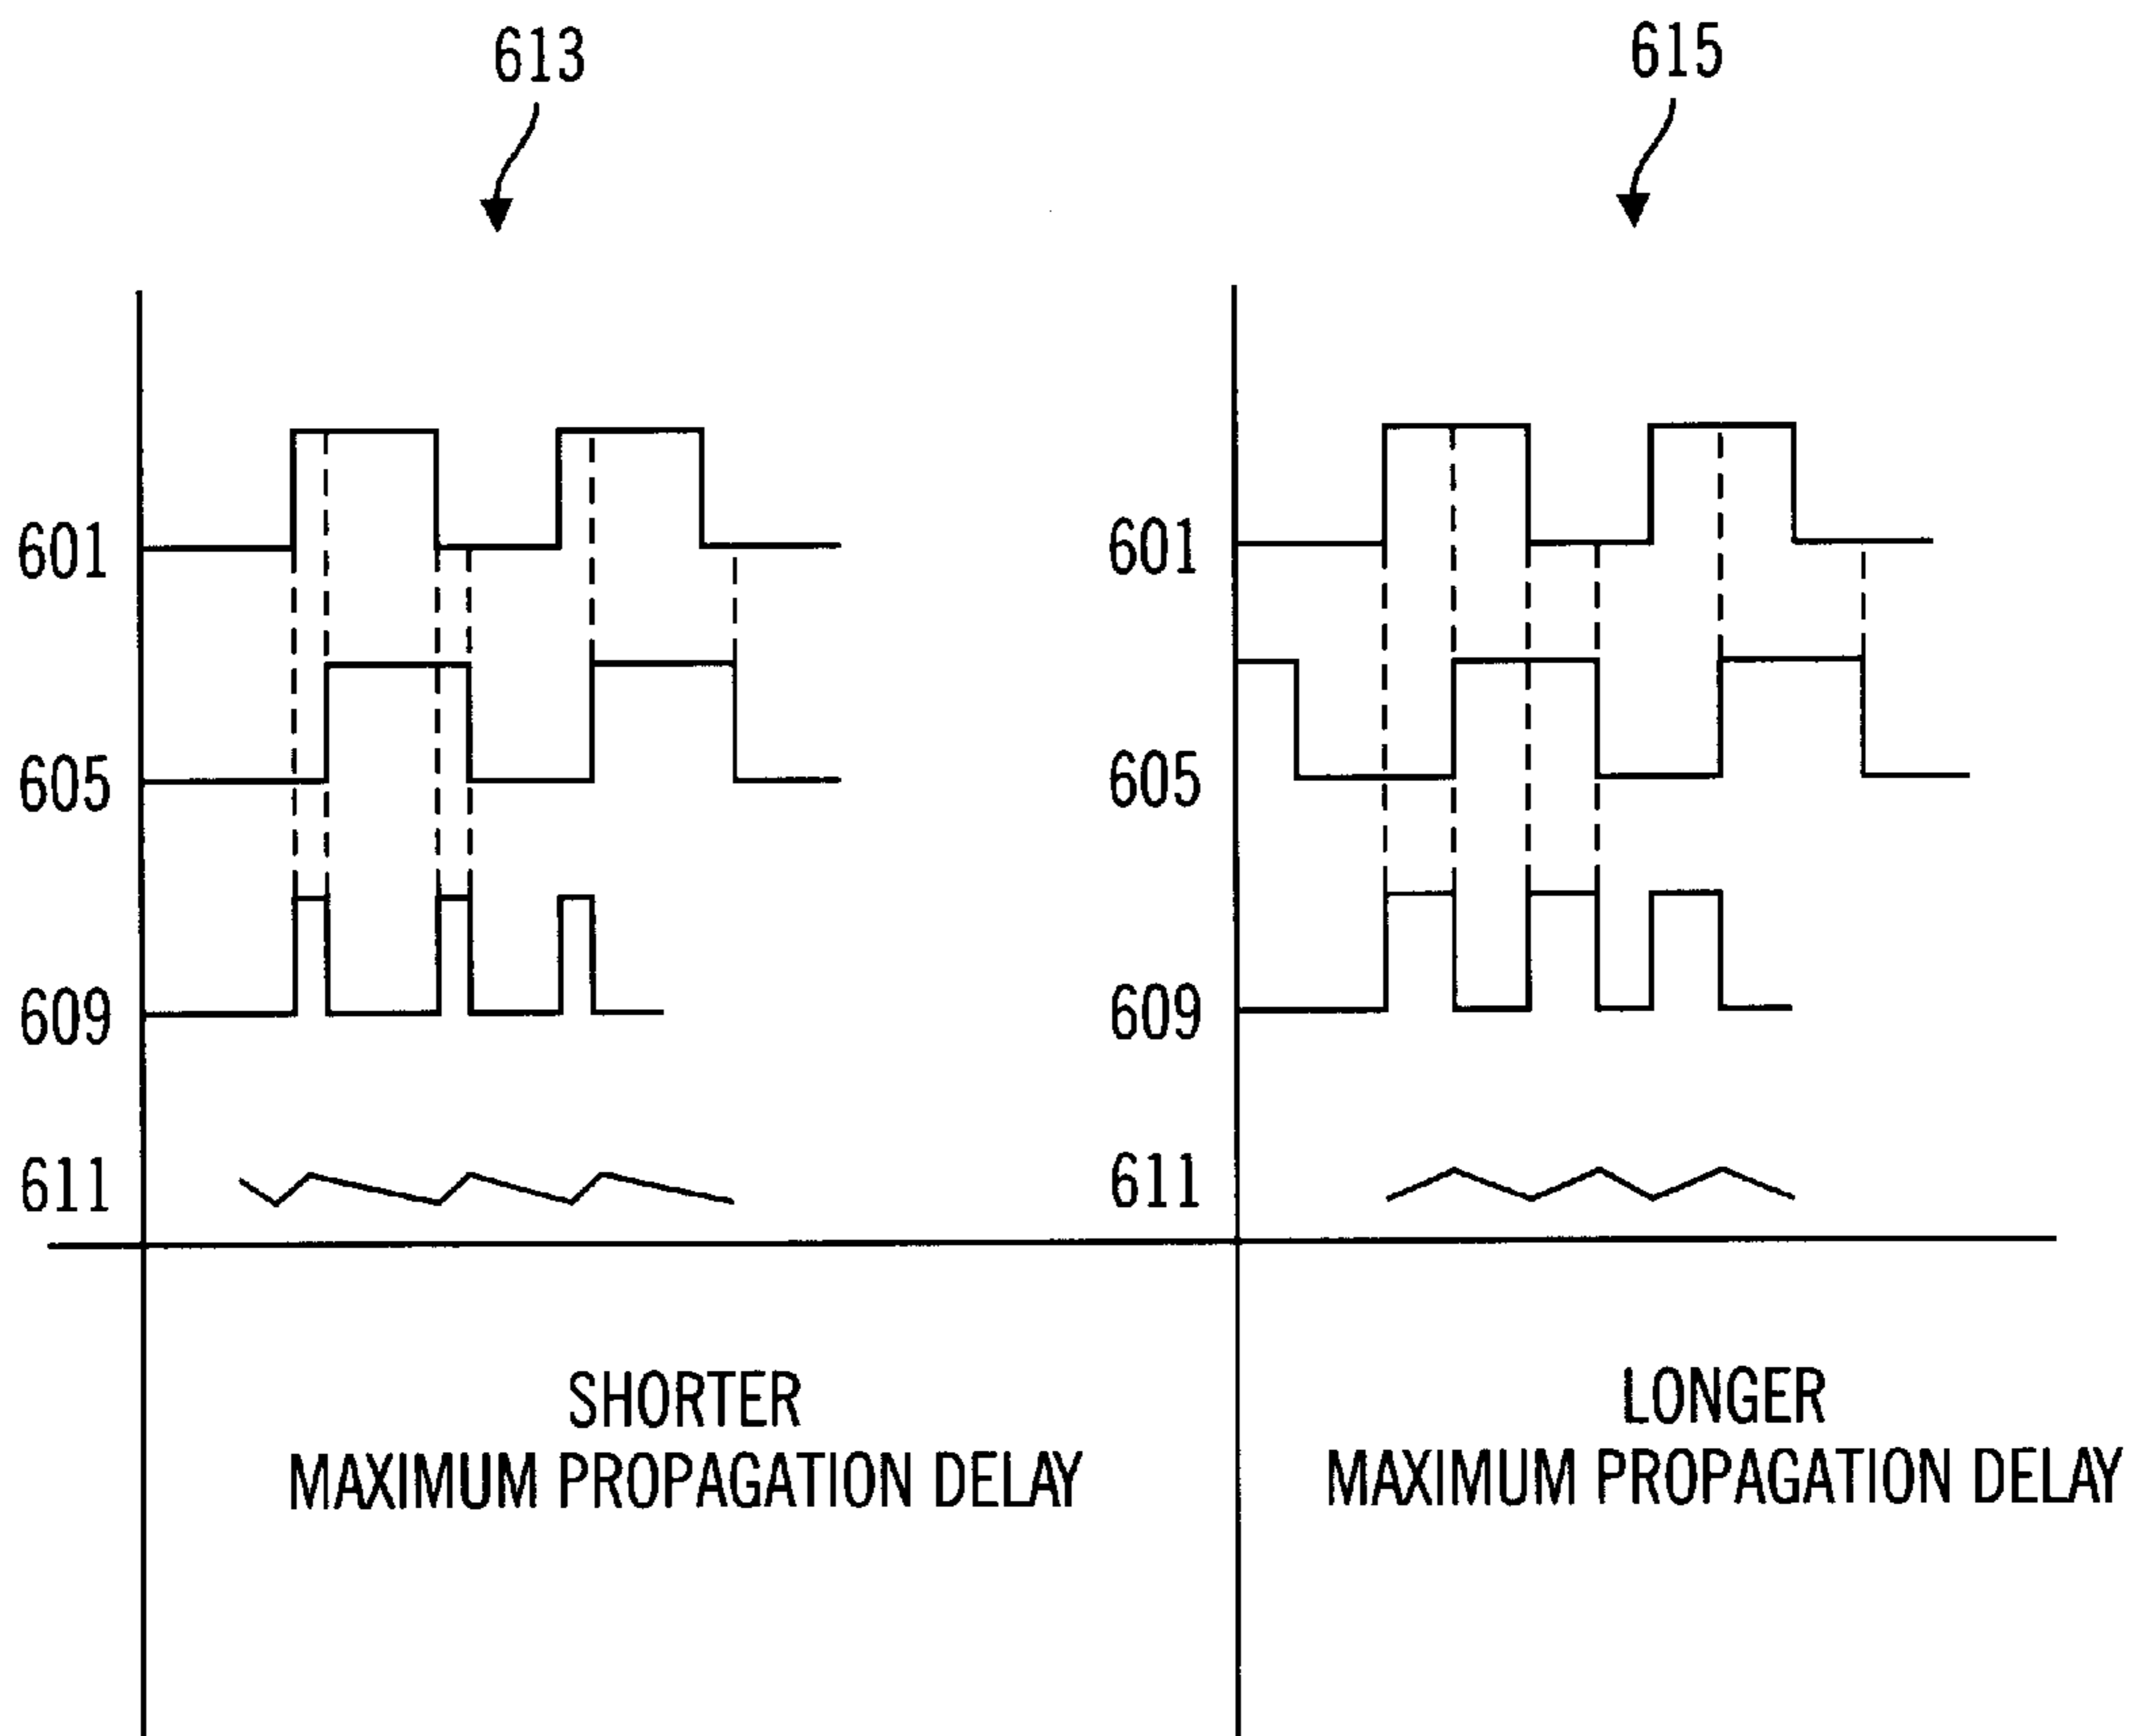 613
615
601
601
605
605
609
609
611
611
SHORTER
MAXIMUM PROPAGATION DELAY
LONGER
MAXIMUM PROPAGATION DELAY